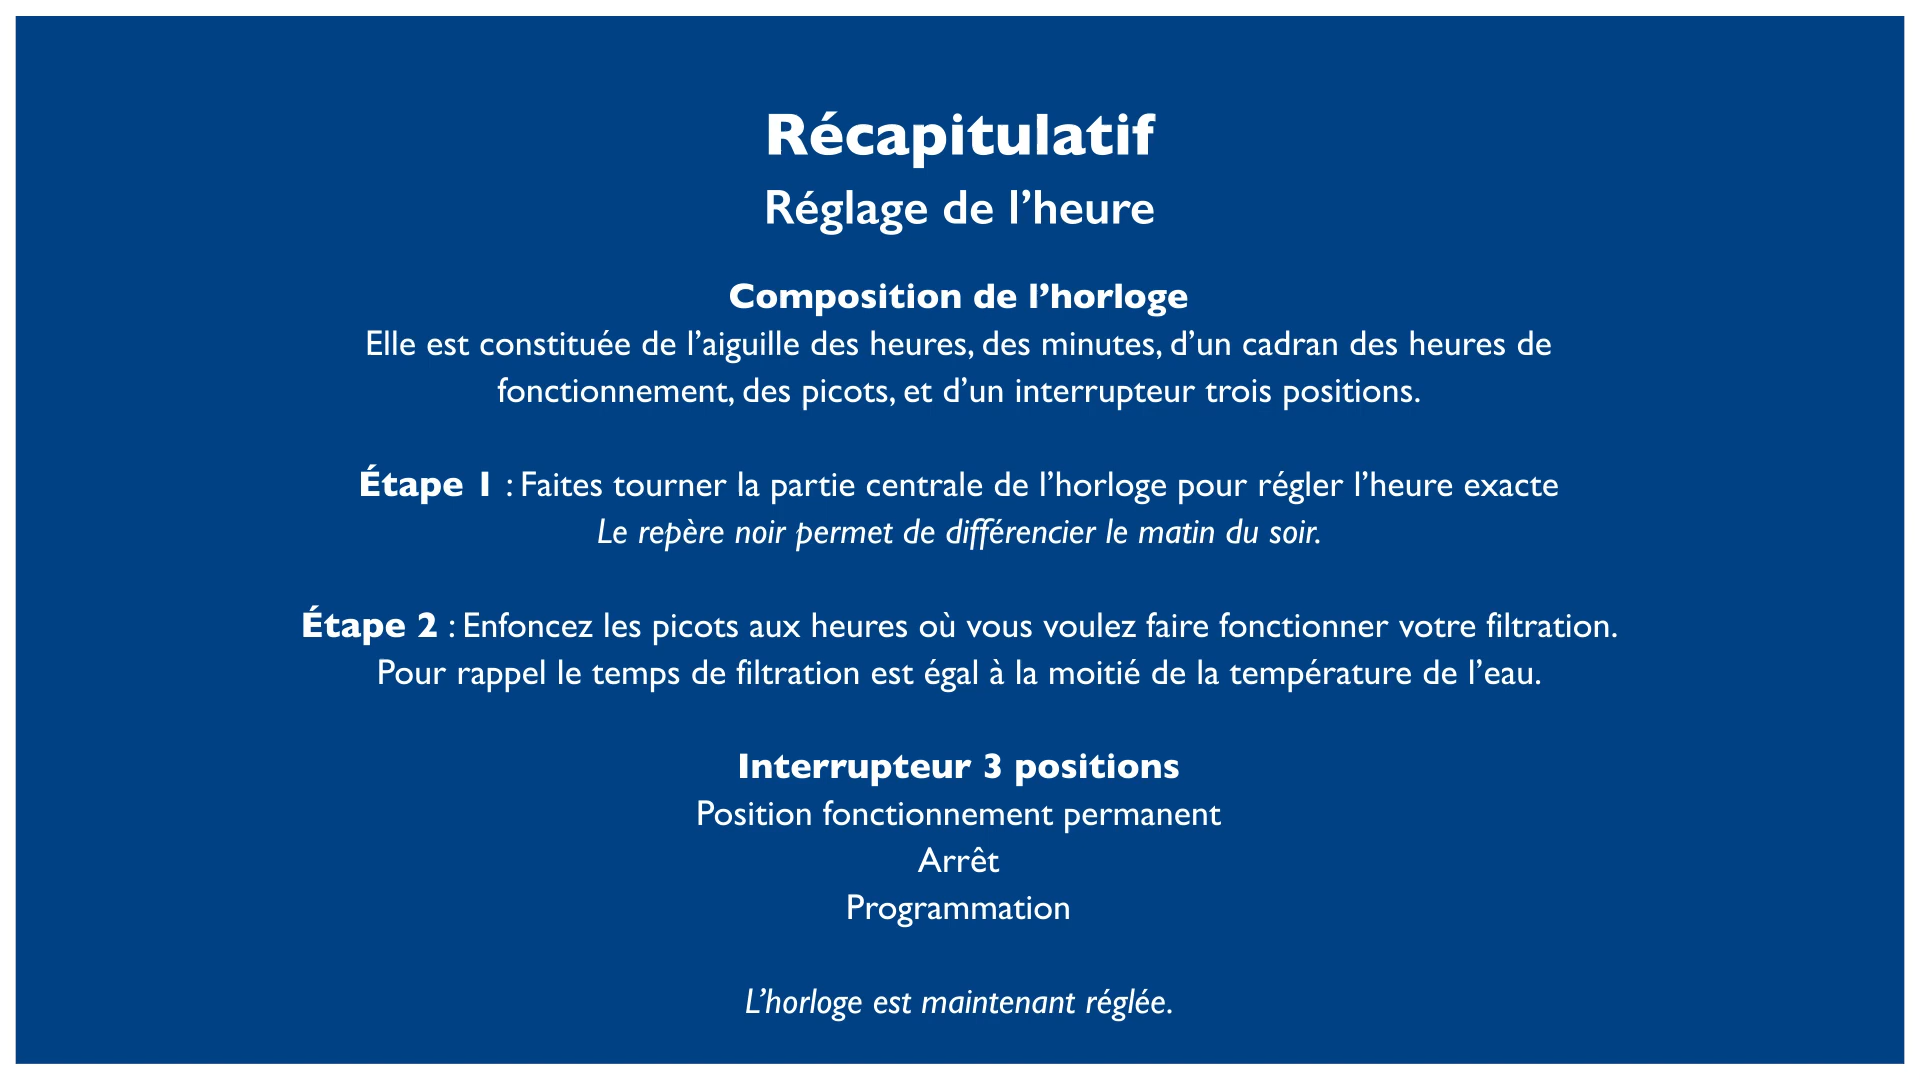 Récapitulatif
Réglage de l’heure
Composition de l’horloge
Elle est constituée de l’aiguille des heures, des minutes, d’un cadran des heures de
fonctionnement, des picots, et d’un interrupteur trois positions.
Étape 1 : Faites tourner la partie centrale de l’horloge pour régler l’heure exacte
Le repère noir permet de différencier le matin du soir.
Étape 2 : Enfoncez les picots aux heures où vous voulez faire fonctionner votre filtration.
Pour rappel le temps de filtration est égal à la moitié de la température de l’eau.
Interrupteur 3 positions
Position fonctionnement permanent
Arrêt
Programmation
L’horloge est maintenant réglée.